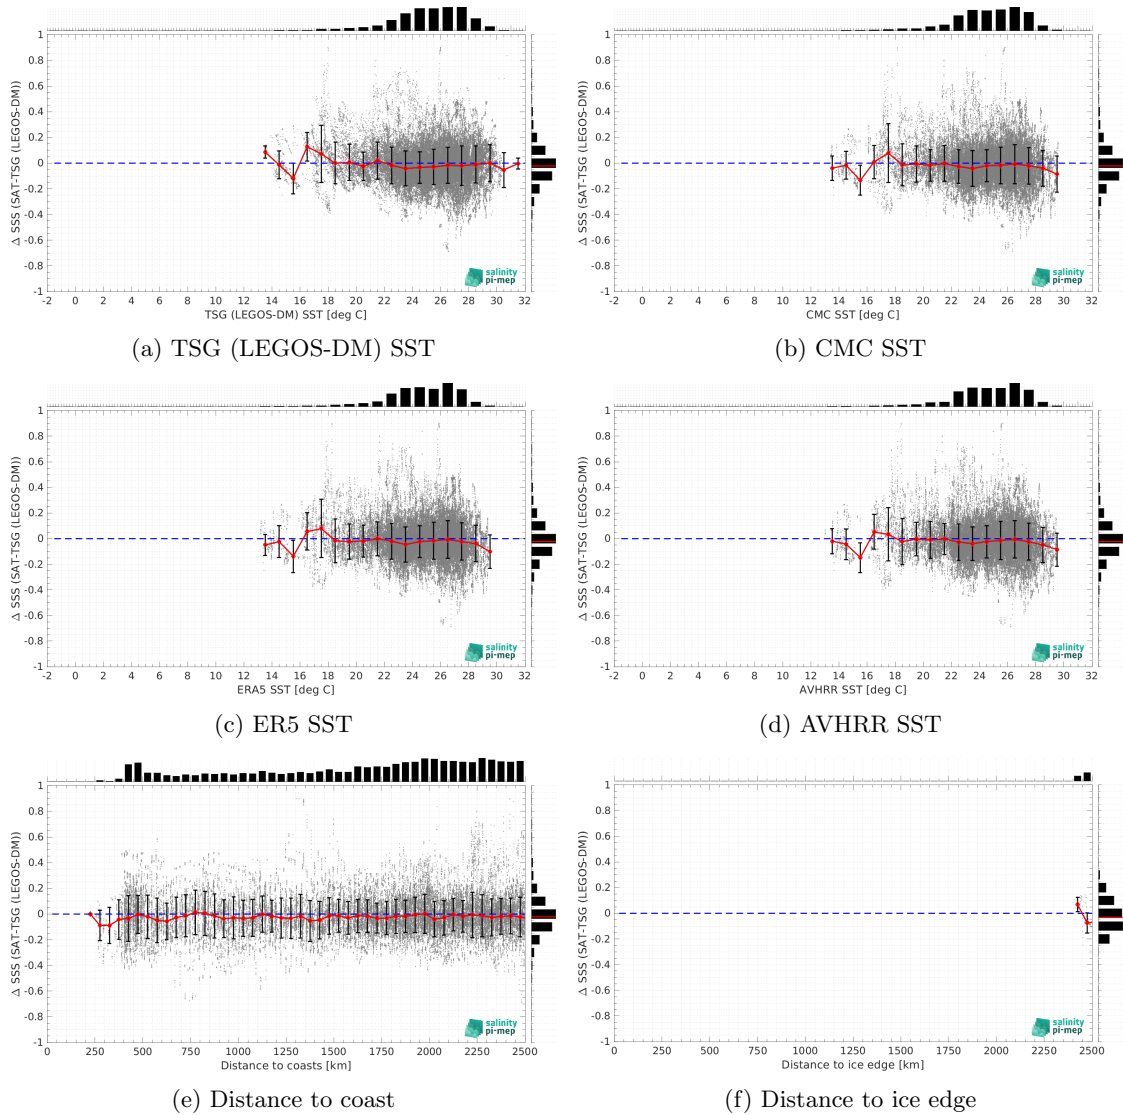 1
0.8
0.6
0.4
0.2
0
-0.2
-0.4
-0.6
-0.8
-1
Δ SSS (SAT-TSG (LEGOS-DM))
salinity
pi-mep
-2 0 2 4 6 8 10 12 14 16 18 20 22 24 26 28 30 32
TSG (LEGOS-DM) SST [deg C]
(a) TSG (LEGOS-DM) SST
1
0.8
0.6
0.4
0.2
0
-0.2
-0.4
-0.6
-0.8
-1
Δ SSS (SAT-TSG (LEGOS-DM))
salinity
pi-mep
-2 0 2 4 6 8 10 12 14 16 18 20 22 24 26 28 30 32
CMC SST [deg C]
(b) CMC SST
1
0.8
0.6
0.4
0.2
0
-0.2
-0.4
-0.6
-0.8
-1
Δ SSS (SAT-TSG (LEGOS-DM))
salinity
pi-mep
-2 0 2 4 6 8 10 12 14 16 18 20 22 24 26 28 30 32
ERA5 SST [deg C]
(c) ER5 SST
1
0.8
0.6
0.4
0.2
0
-0.2
-0.4
-0.6
-0.8
-1
Δ SSS (SAT-TSG (LEGOS-DM))
salinity
pi-mep
-2 0 2 4 6 8 10 12 14 16 18 20 22 24 26 28 30 32
AVHRR SST [deg C]
(d) AVHRR SST
1
0.8
0.6
0.4
0.2
0
-0.2
-0.4
-0.6
-0.8
-1
Δ SSS (SAT-TSG (LEGOS-DM))
salinity
pi-mep
0 250 500 750 1000 1250 1500 1750 2000 2250 2500
Distance to coasts [km]
(e) Distance to coast
1
0.8
0.6
0.4
0.2
0
-0.2
-0.4
-0.6
-0.8
-1
Δ SSS (SAT-TSG (LEGOS-DM))
salinity
pi-mep
0 250 500 750 1000 1250 1500 1750 2000 2250 2500
Distance to ice edge [km]
(f) Distance to ice edge